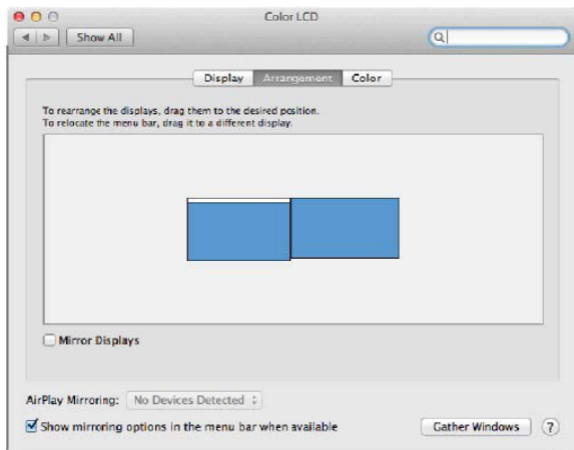 Color LCD
Show All
Display Arrangement Color
To rearrange the displays, drag them to the desired position.
To relocate the menu bar, drag it to a different display.
Mirror Displays
AirPlay Mirroring: No Devices Detected
Show mirroring options in the menu bar when available
Gather Windows ?